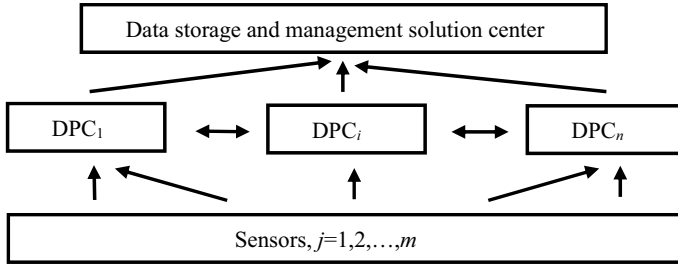 Data storage and management solution center
DPC₁ DPCᵢ DPCₙ
Sensors, j=1,2,…,m